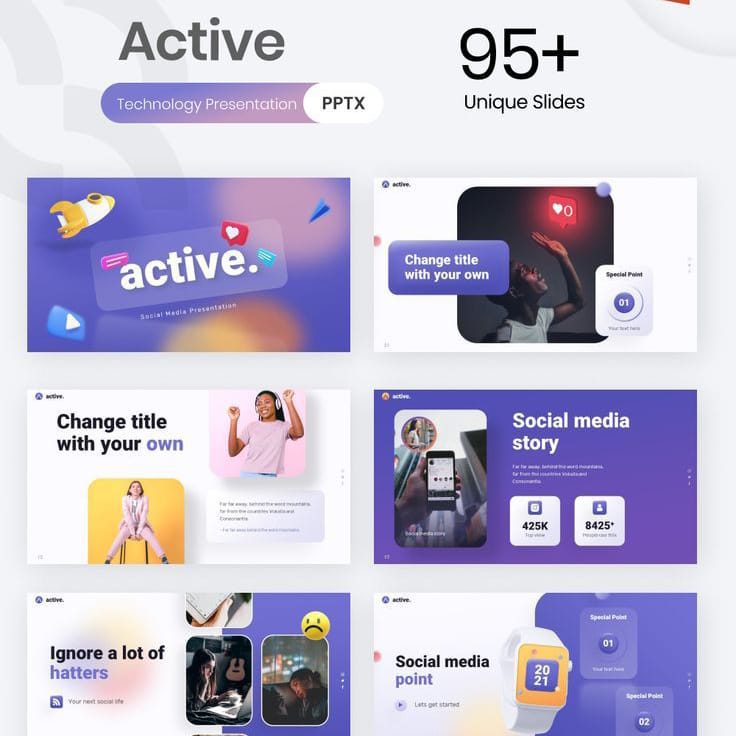 Active
95+
Technology Presentation PPTX
Unique Slides
active.
Social Media Presentation
active.
Change title
with your own
0
Special Point
01
Your text here
active.
Change title
with your own
Far far away, behind the word mountains,
far from the countries Vokalia and
Consonantia.
- Far far away behind the word mountains.
active.
Social media
story
Far far away, behind the word mountains,
far from the countries Vokalia and
Consonantia.
425K
Top view
8425+
People use this
Social media story
active.
Ignore a lot of
hatters
Your next social life
active.
Social media
point
Lets get started
20
21
Special Point
01
Your text here
Special Point
02